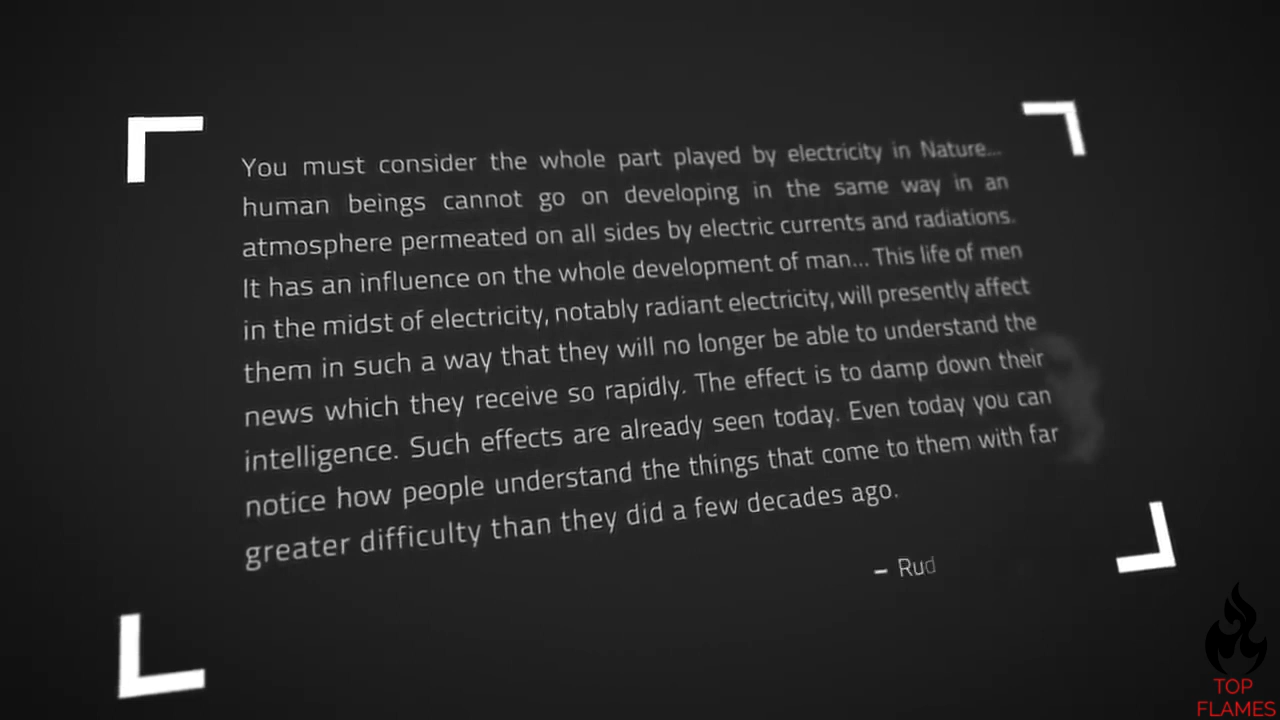 You must consider the whole part played by electricity in Nature...
human beings cannot go on developing in the same way in an
atmosphere permeated on all sides by electric currents and radiations.
It has an influence on the whole development of man... This life of men
in the midst of electricity, notably radiant electricity, will presently affect
them in such a way that they will no longer be able to understand the
news which they receive so rapidly. The effect is to damp down their
intelligence. Such effects are already seen today. Even today you can
notice how people understand the things that come to them with far
greater difficulty than they did a few decades ago.
– Rud
TOP
FLAMES